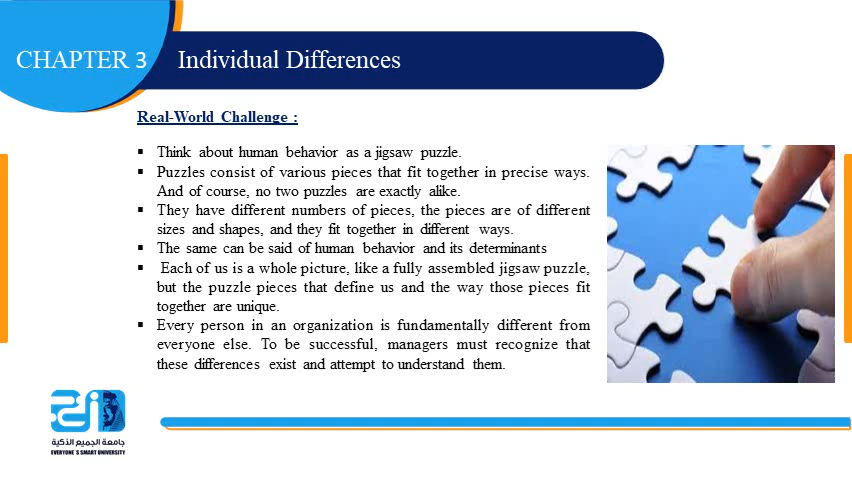 CHAPTER 3
Individual Differences
Real-World Challenge :
▪ Think about human behavior as a jigsaw puzzle.
▪ Puzzles consist of various pieces that fit together in precise ways.
And of course, no two puzzles are exactly alike.
▪ They have different numbers of pieces, the pieces are of different
sizes and shapes, and they fit together in different ways.
▪ The same can be said of human behavior and its determinants
▪ Each of us is a whole picture, like a fully assembled jigsaw puzzle,
but the puzzle pieces that define us and the way those pieces fit
together are unique.
▪ Every person in an organization is fundamentally different from
everyone else. To be successful, managers must recognize that
these differences exist and attempt to understand them.
جامعة الجميع الذكية
EVERYONE`S SMART UNIVERSITY